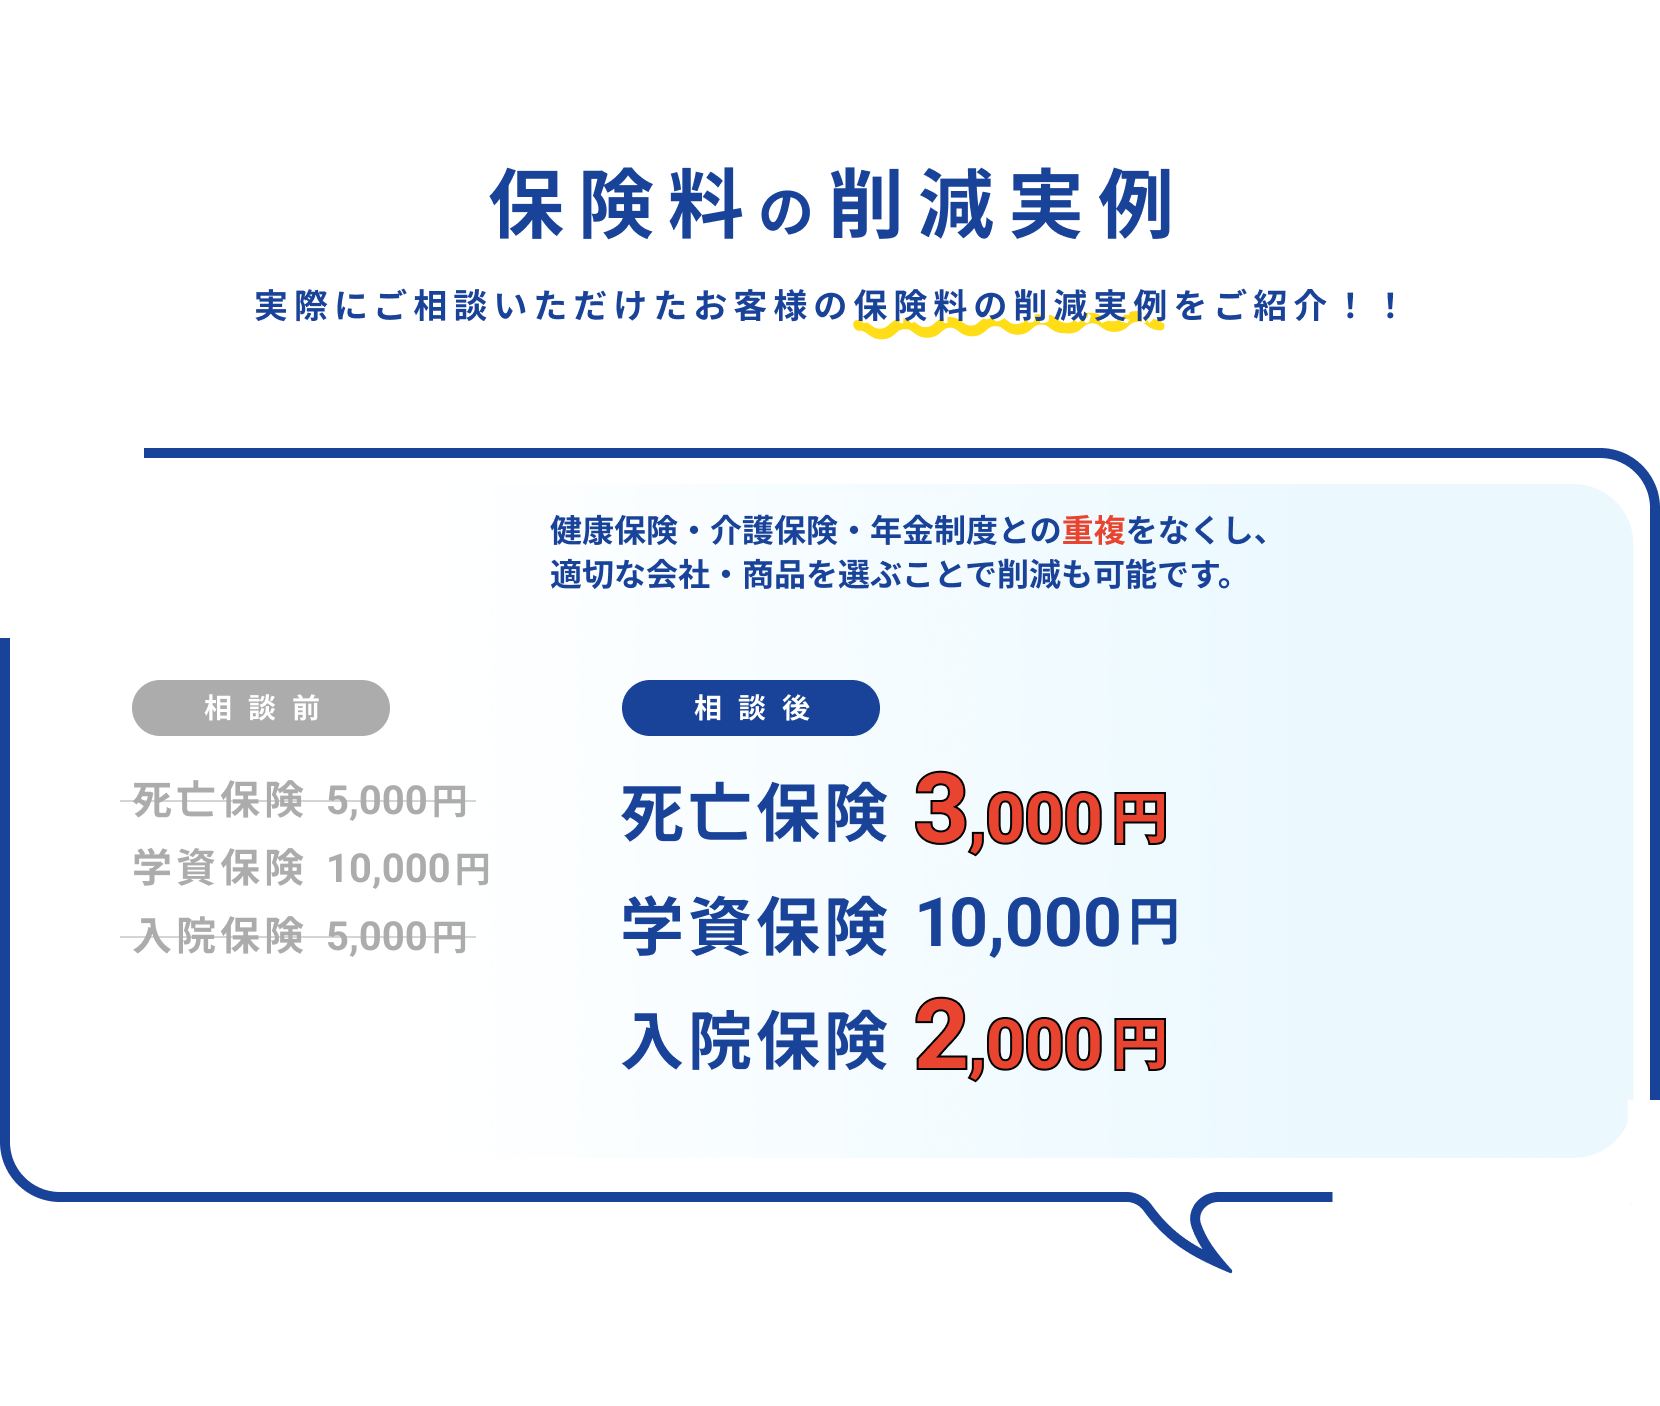 保険料の削減実例
実際にご相談いただけたお客様の保険料の削減実例をご紹介！！
健康保険・介護保険・年金制度との重複をなくし、
適切な会社・商品を選ぶことで削減も可能です。
相談前
死亡保険 5,000円
学資保険 10,000円
入院保険 5,000円
相談後
死亡保険 3,000円
学資保険 10,000円
入院保険 2,000円